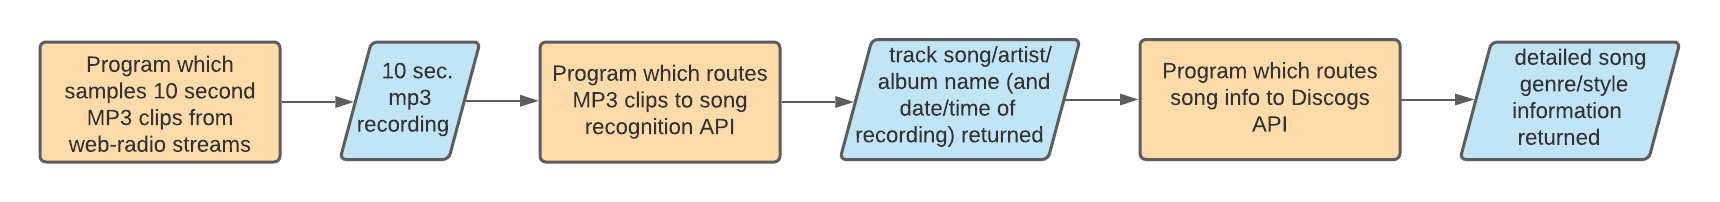 Program which
samples 10 second
MP3 clips from
web-radio streams
10 sec.
mp3
recording
Program which routes
MP3 clips to song
recognition API
track song/artist/
album name (and
date/time of
recording) returned
Program which routes
song info to Discogs
API
detailed song
genre/style
information
returned